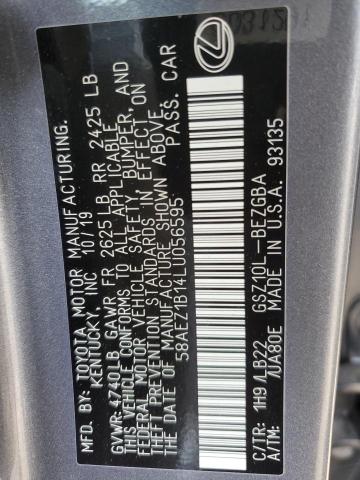 MFD. BY: TOYOTA MOTOR MANUFACTURING,
KENTUCKY, INC. 10/19
GVWR: 4740 LB GAWR FR 2625 LB RR 2425 LB
THIS VEHICLE CONFORMS TO ALL APPLICABLE
FEDERAL MOTOR VEHICLE SAFETY, BUMPER, AND
THEFT PREVENTION STANDARDS IN EFFECT ON
THE DATE OF MANUFACTURE SHOWN ABOVE.
58AEZ1B14LU056595 PASS. CAR
C/TR: 1H9/LB22 GSZ10L-BEZGBA
A/TM: /UA80E MADE IN U.S.A. 93135